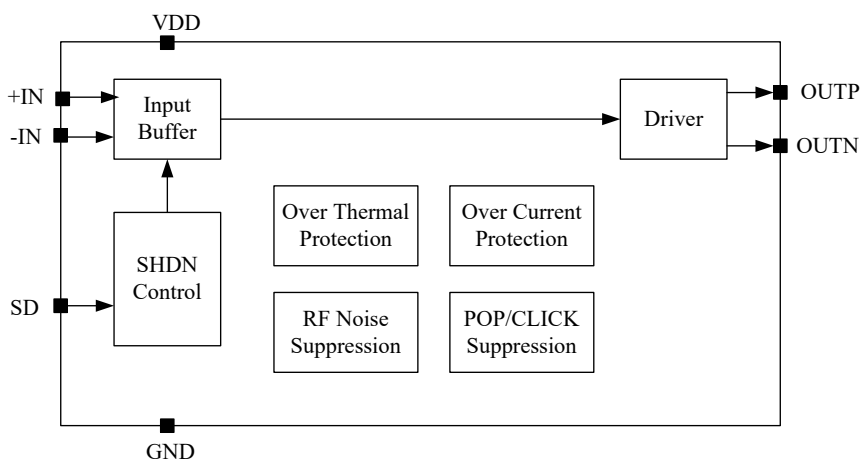 VDD
+IN
-IN
Input
Buffer
Driver
OUTP
OUTN
SD
SHDN
Control
Over Thermal
Protection
Over Current
Protection
RF Noise
Suppression
POP/CLICK
Suppression
GND